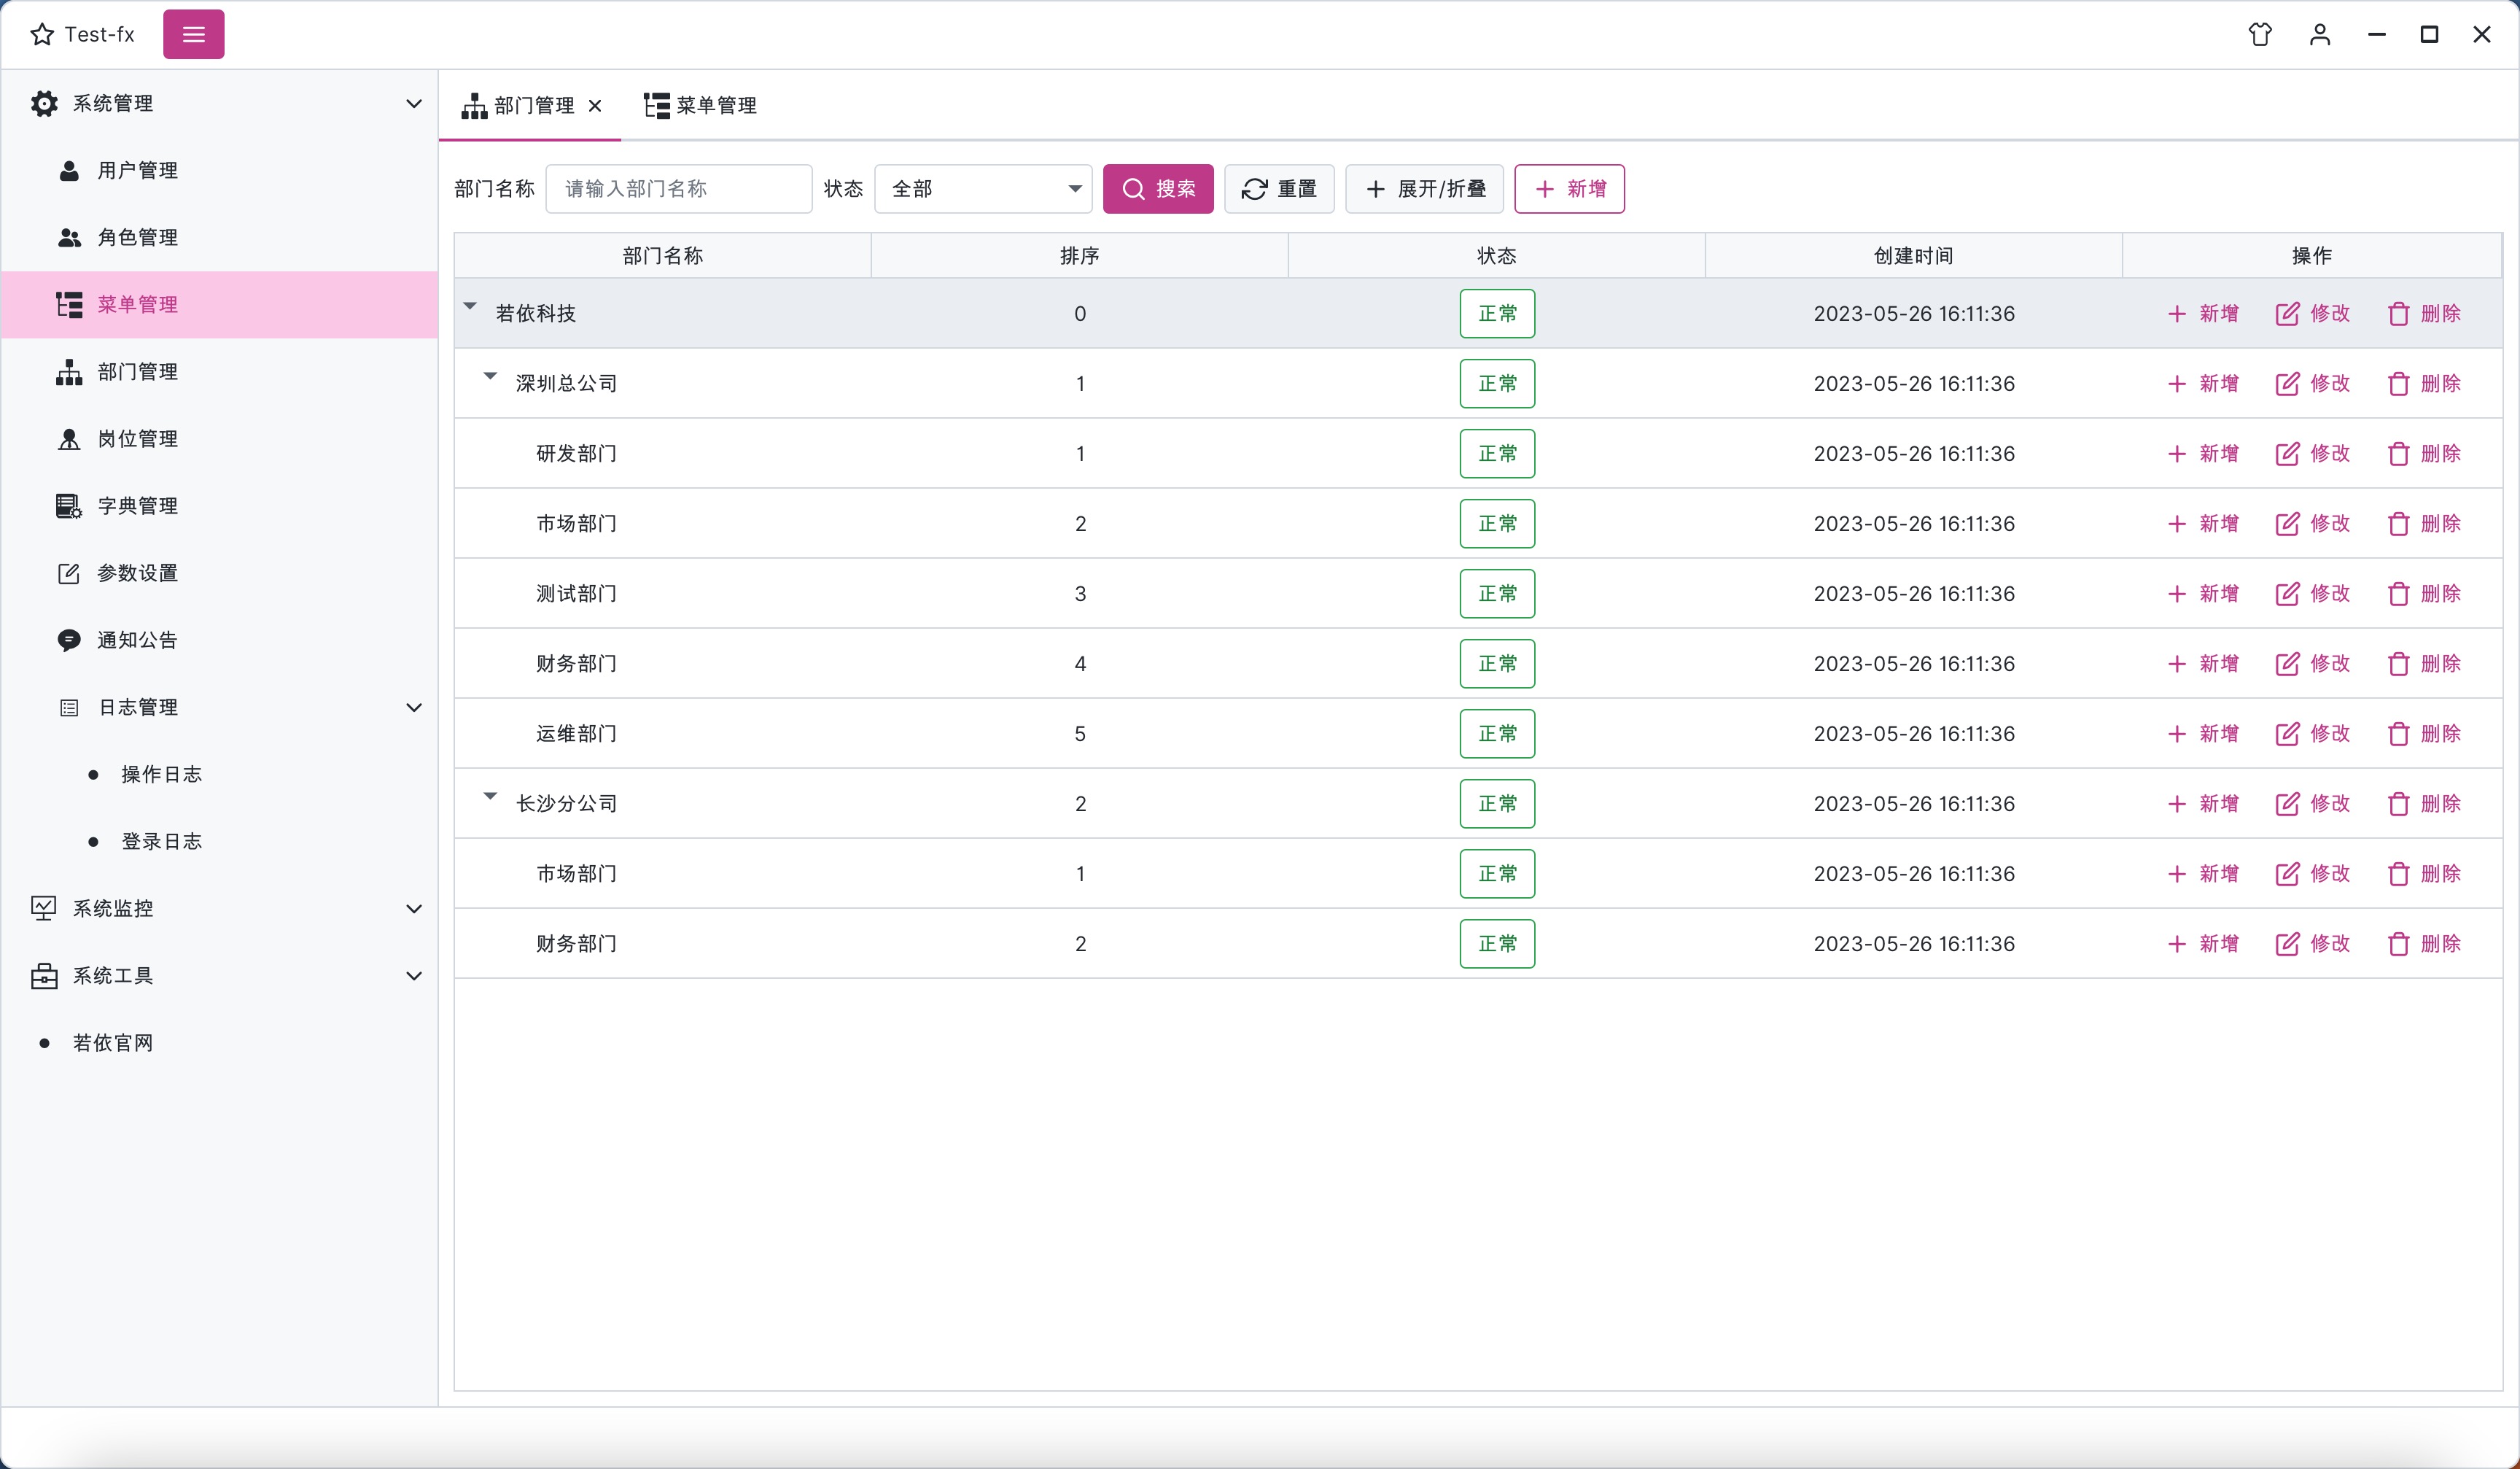 Test-fx
系统管理
用户管理
角色管理
菜单管理
部门管理
岗位管理
字典管理
参数设置
通知公告
日志管理
操作日志
登录日志
系统监控
系统工具
若依官网
部门管理 菜单管理
部门名称 请输入部门名称 状态 全部 搜索 重置 展开/折叠 新增
部门名称 排序 状态 创建时间 操作
若依科技 0 正常 2023-05-26 16:11:36 新增 修改 删除
深圳总公司 1 正常 2023-05-26 16:11:36 新增 修改 删除
研发部门 1 正常 2023-05-26 16:11:36 新增 修改 删除
市场部门 2 正常 2023-05-26 16:11:36 新增 修改 删除
测试部门 3 正常 2023-05-26 16:11:36 新增 修改 删除
财务部门 4 正常 2023-05-26 16:11:36 新增 修改 删除
运维部门 5 正常 2023-05-26 16:11:36 新增 修改 删除
长沙分公司 2 正常 2023-05-26 16:11:36 新增 修改 删除
市场部门 1 正常 2023-05-26 16:11:36 新增 修改 删除
财务部门 2 正常 2023-05-26 16:11:36 新增 修改 删除